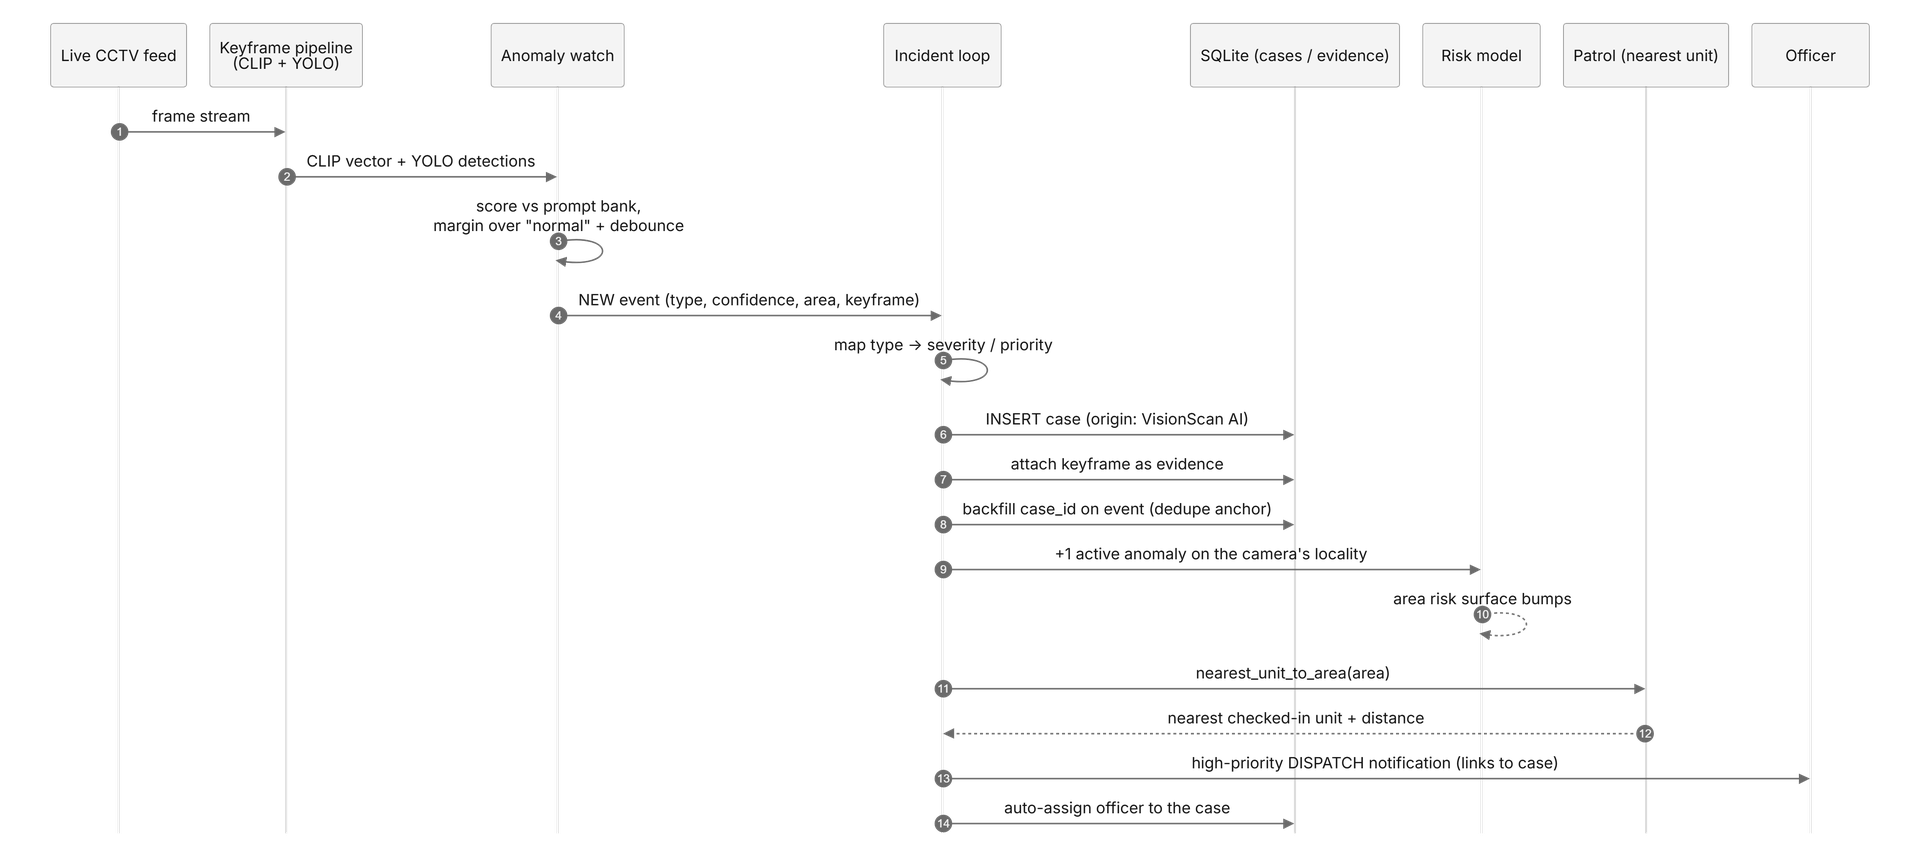 Live CCTV feed
Keyframe pipeline
(CLIP + YOLO)
Anomaly watch
Incident loop
SQLite (cases / evidence)
Risk model
Patrol (nearest unit)
Officer
frame stream
1
CLIP vector + YOLO detections
2
score vs prompt bank,
margin over "normal" + debounce
3
NEW event (type, confidence, area, keyframe)
4
map type → severity / priority
5
INSERT case (origin: VisionScan AI)
6
attach keyframe as evidence
7
backfill case_id on event (dedupe anchor)
8
+1 active anomaly on the camera's locality
9
area risk surface bumps
10
nearest_unit_to_area(area)
11
nearest checked-in unit + distance
12
high-priority DISPATCH notification (links to case)
13
auto-assign officer to the case
14